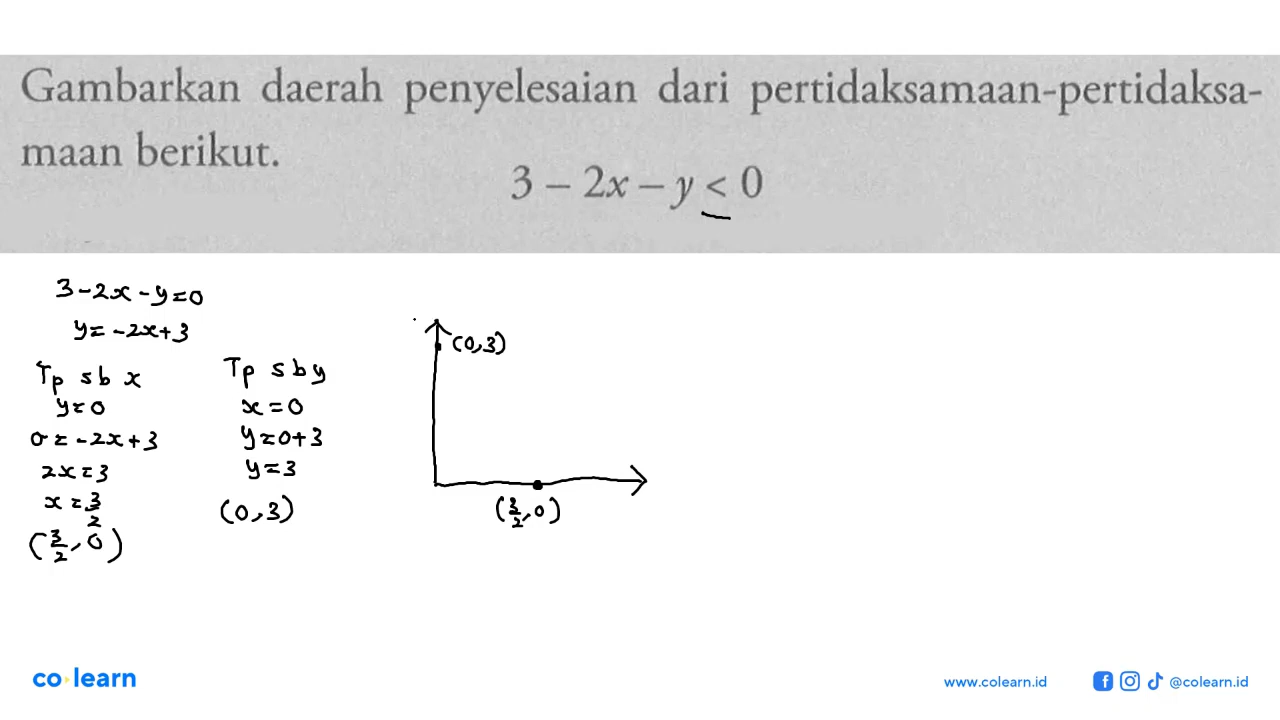 Gambarkan daerah penyelesaian dari pertidaksamaan-pertidaksa-
maan berikut.
3 – 2x – y < 0
3-2x-y=0
y=-2x+3
Tp sb x
y=0
0=-2x+3
2x=3
x=3/2
(3/2, 0)
Tp sby
x=0
y=0+3
y=3
(0,3)
(0,3)
(3/2,0)
co learn
www.colearn.id
@colearn.id